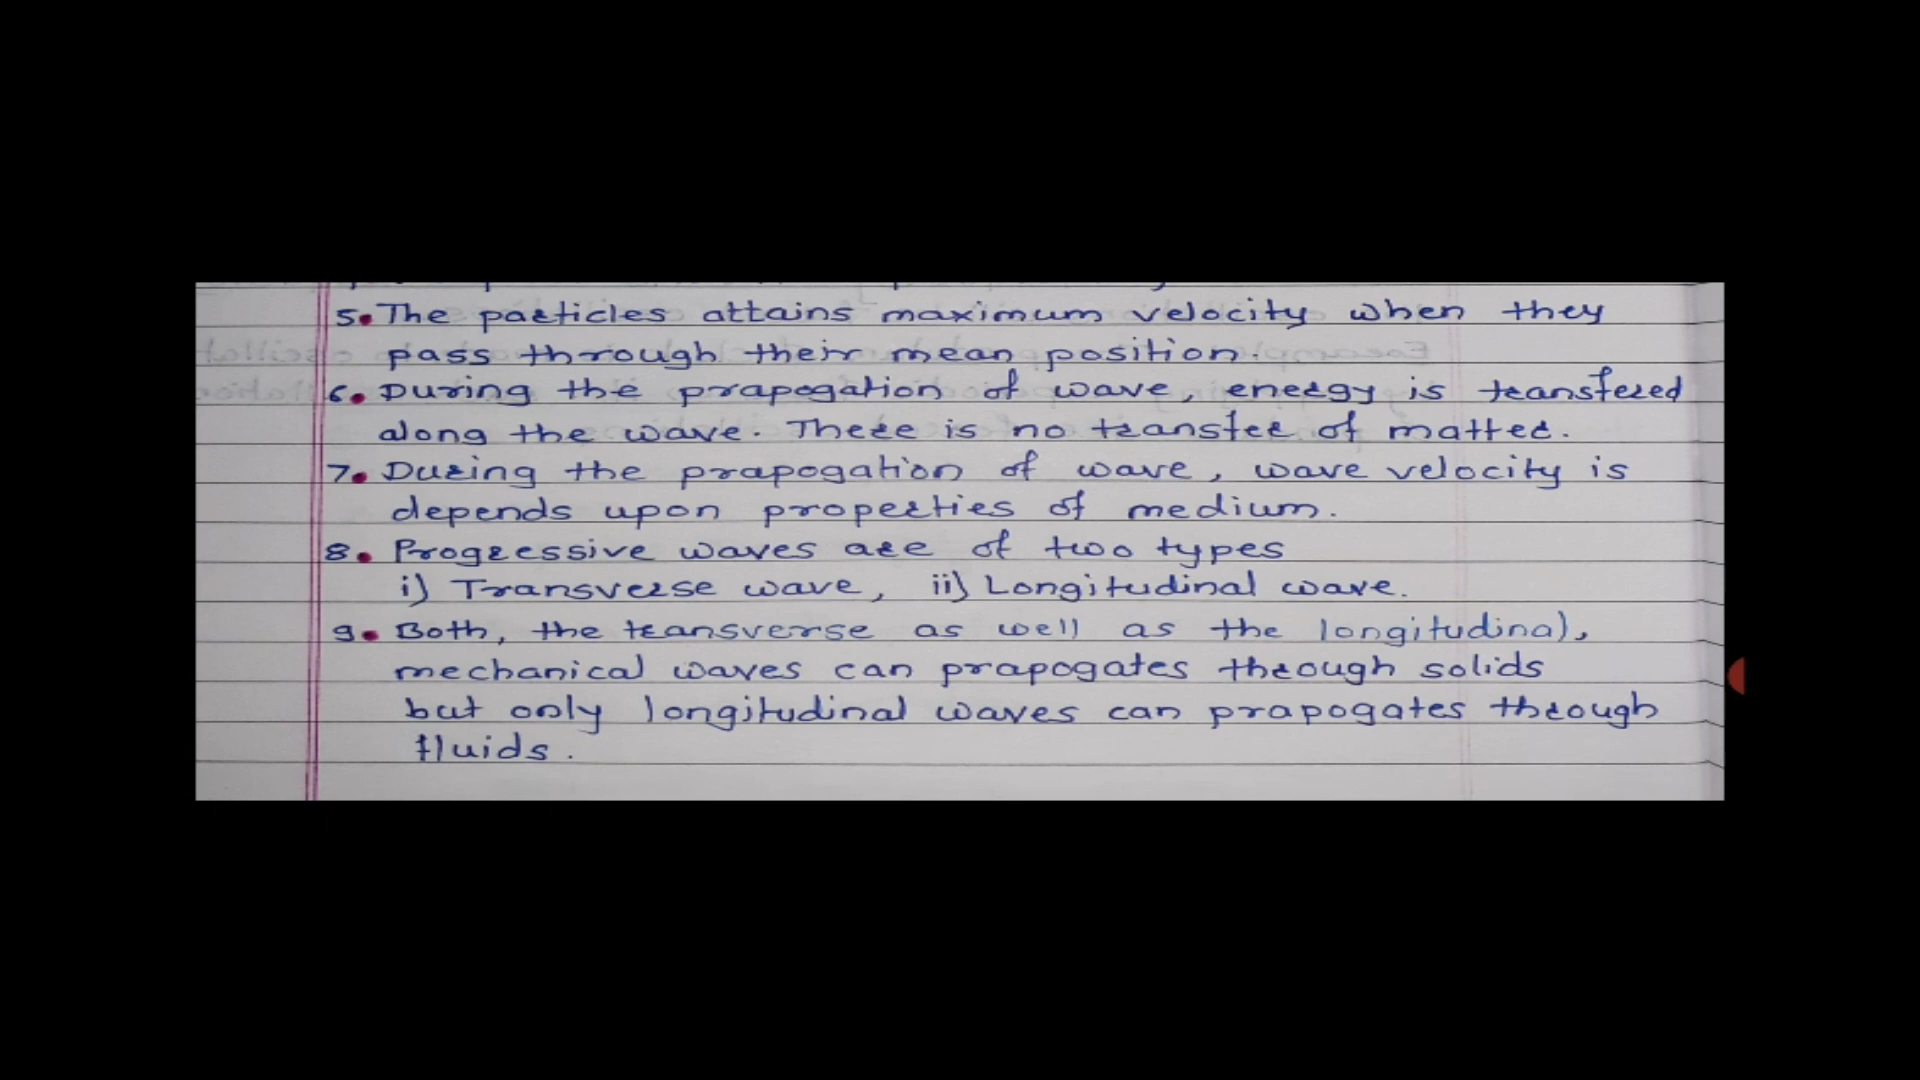 5. The particles attains maximum velocity when they
pass through their mean position.
6. During the prapogation of wave, energy is transfered
along the wave. There is no transfer of matter.
7. During the prapogation of wave, wave velocity is
depends upon properties of medium.
8. Progressive waves are of two types
i) Transverse wave, ii) Longitudinal wave.
9. Both, the transverse as well as the longitudinal,
mechanical waves can prapogates through solids
but only longitudinal waves can prapogates through
fluids.